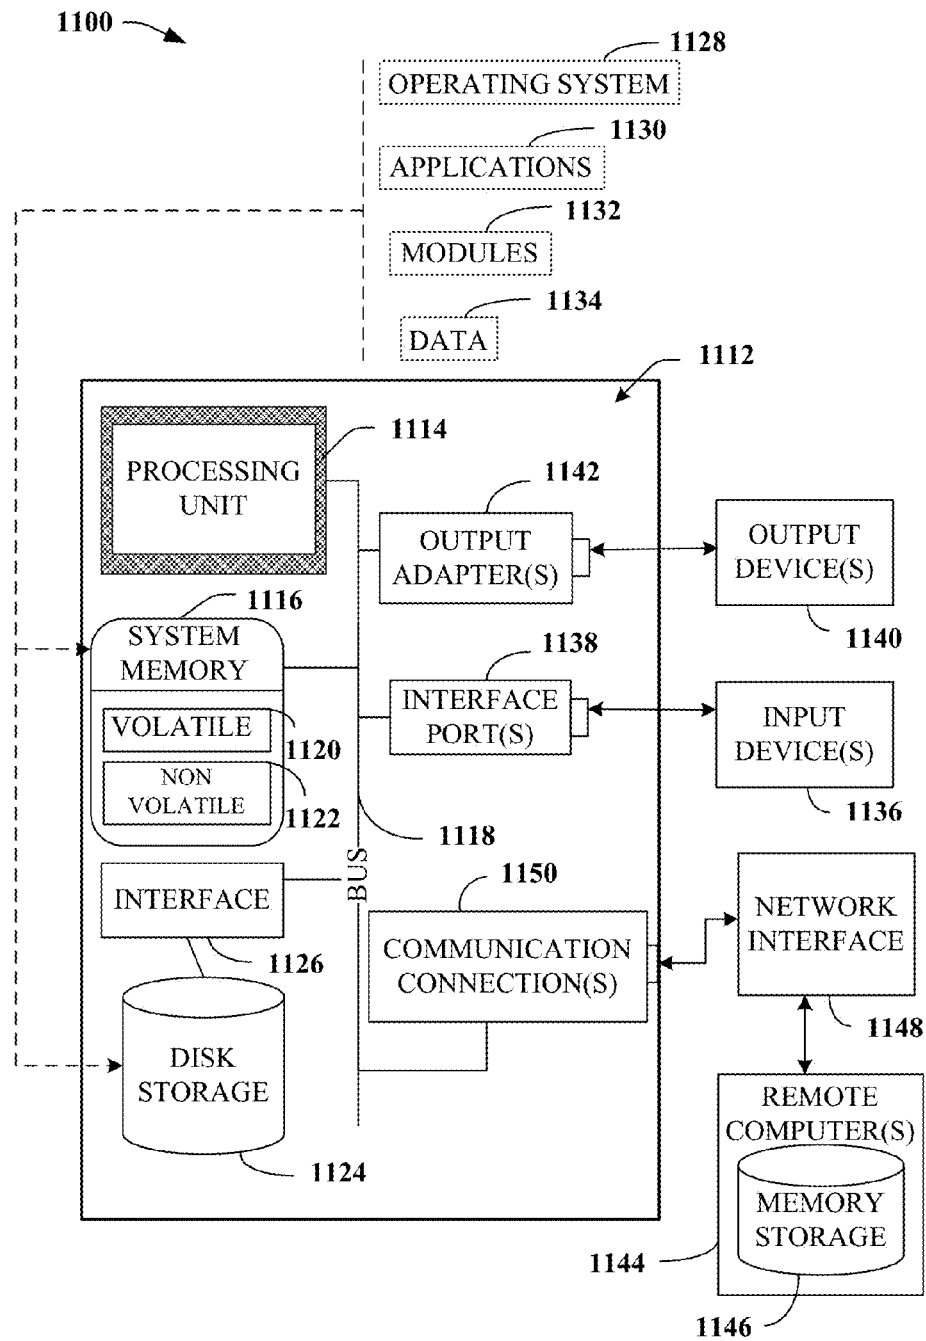 1100
1128
OPERATING SYSTEM
1130
APPLICATIONS
1132
MODULES
1134
DATA
1112
1114
PROCESSING
UNIT
1142
OUTPUT
ADAPTER(S)
OUTPUT
DEVICE(S)
1140
1116
SYSTEM
MEMORY
1138
INTERFACE
PORT(S)
INPUT
DEVICE(S)
1136
VOLATILE
1120
NON
VOLATILE
1122
1118
BUS
INTERFACE
1126
1150
COMMUNICATION
CONNECTION(S)
NETWORK
INTERFACE
1148
DISK
STORAGE
1124
REMOTE
COMPUTER(S)
MEMORY
STORAGE
1144
1146